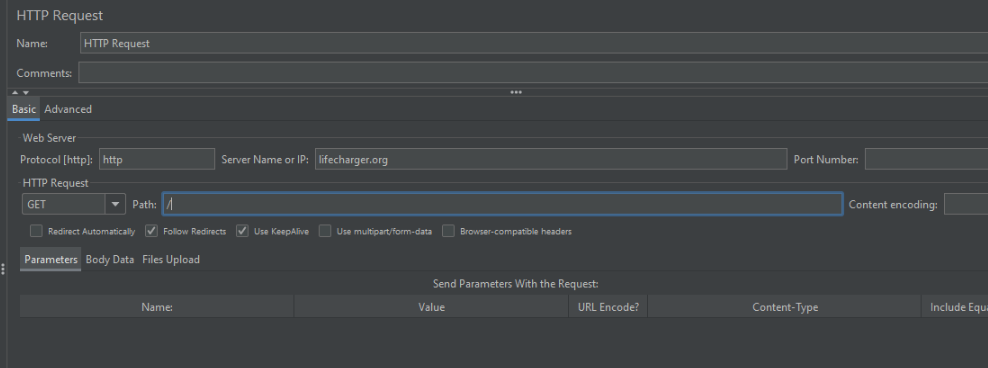 HTTP Request
Name: HTTP Request
Comments:
Basic Advanced
Web Server
Protocol [http]: http Server Name or IP: lifecharger.org Port Number:
HTTP Request
GET Path: / Content encoding:
Redirect Automatically Follow Redirects Use KeepAlive Use multipart/form-data Browser-compatible headers
Parameters Body Data Files Upload
Send Parameters With the Request:
Name: Value URL Encode? Content-Type Include Equa